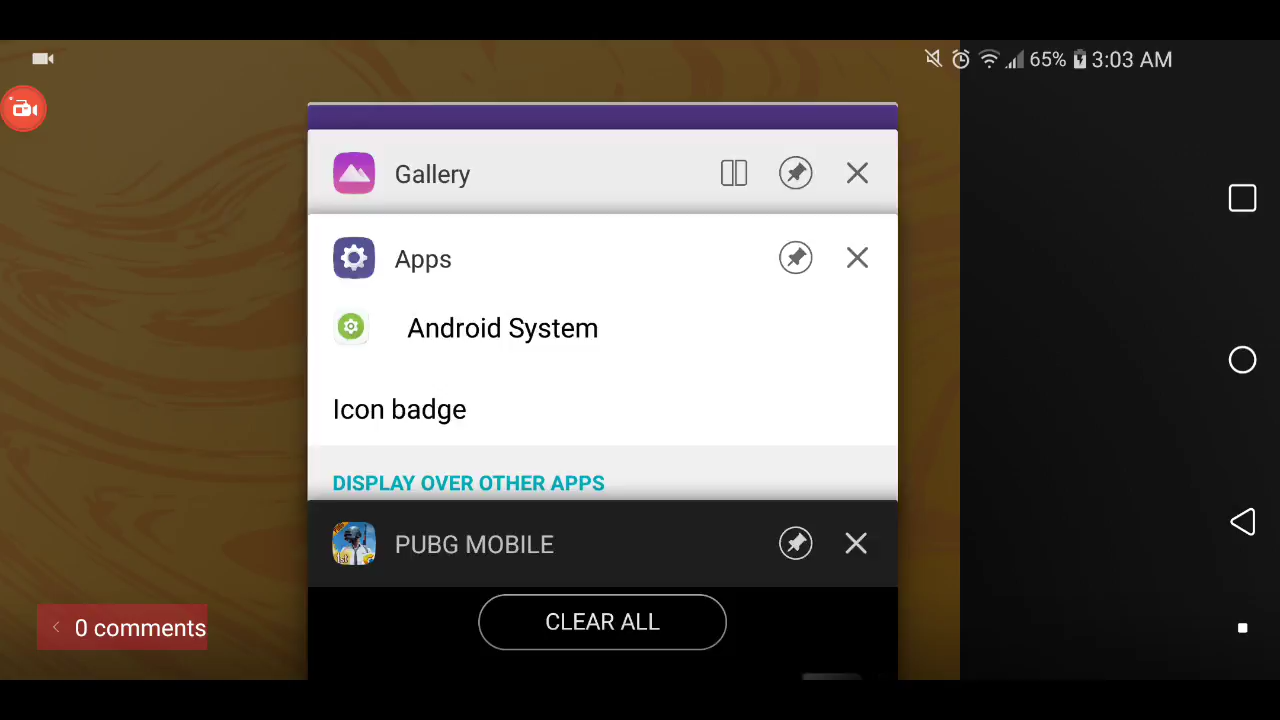 65% 3:03 AM
Gallery
Apps
Android System
Icon badge
DISPLAY OVER OTHER APPS
PUBG MOBILE
0 comments
CLEAR ALL